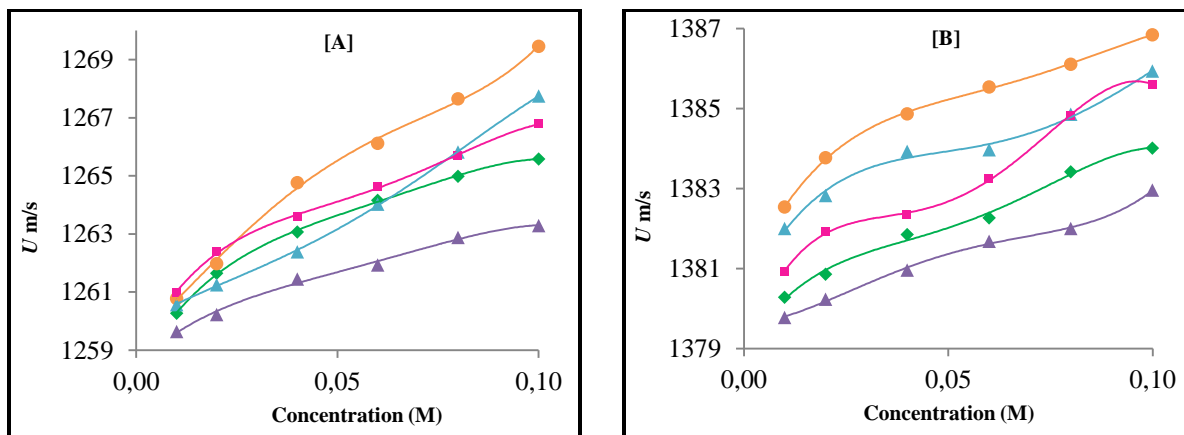 [A]
1269
1267
1265
1263
1261
1259
U m/s
0,00
0,05
0,10
Concentration (M)
[B]
1387
1385
1383
1381
1379
U m/s
0,00
0,05
0,10
Concentration (M)